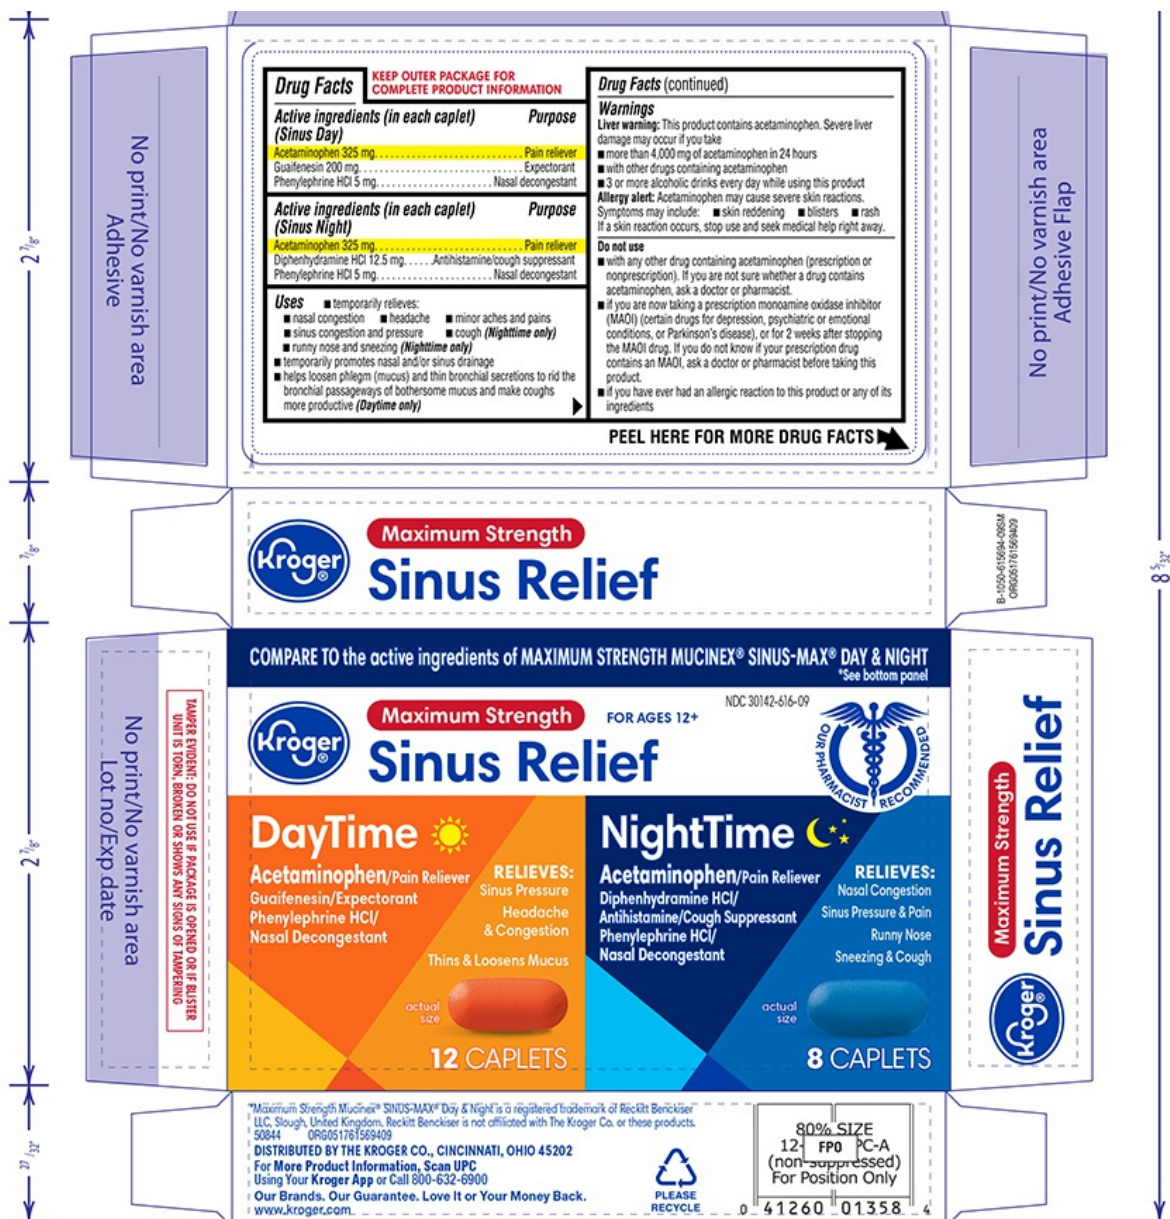 Drug Facts
KEEP OUTER PACKAGE FOR
COMPLETE PRODUCT INFORMATION
Active ingredients (in each caplet) Purpose
(Sinus Day)
Acetaminophen 325 mg........................Pain reliever
Guaifenesin 200 mg........................Expectorant
Phenylephrine HCl 5 mg........................Nasal decongestant
Active ingredients (in each caplet) Purpose
(Sinus Night)
Acetaminophen 325 mg........................Pain reliever
Diphenhydramine HCl 12.5 mg......Antihistamine/cough suppressant
Phenylephrine HCl 5 mg........................Nasal decongestant
Uses ■ temporarily relieves:
■ nasal congestion ■ headache ■ minor aches and pains
■ sinus congestion and pressure ■ cough (Nighttime only)
■ runny nose and sneezing (Nighttime only)
■ temporarily promotes nasal and/or sinus drainage
■ helps loosen phlegm (mucus) and thin bronchial secretions to rid the
bronchial passageways of bothersome mucus and make coughs
more productive (Daytime only)
Drug Facts (continued)
Warnings
Liver warning: This product contains acetaminophen. Severe liver
damage may occur if you take
■ more than 4,000 mg of acetaminophen in 24 hours
■ with other drugs containing acetaminophen
■ 3 or more alcoholic drinks every day while using this product
Allergy alert: Acetaminophen may cause severe skin reactions.
Symptoms may include: ■ skin reddening ■ blisters ■ rash
If a skin reaction occurs, stop use and seek medical help right away.
Do not use
■ with any other drug containing acetaminophen (prescription or
nonprescription). If you are not sure whether a drug contains
acetaminophen, ask a doctor or pharmacist.
■ if you are now taking a prescription monoamine oxidase inhibitor
(MAOI) (certain drugs for depression, psychiatric or emotional
conditions, or Parkinson's disease), or for 2 weeks after stopping
the MAOI drug. If you do not know if your prescription drug
contains an MAOI, ask a doctor or pharmacist before taking this
product.
■ if you have ever had an allergic reaction to this product or any of its
ingredients
PEEL HERE FOR MORE DRUG FACTS
No print/No varnish area
Adhesive
No print/No varnish area
Adhesive Flap
2 7/8"
7/8"
2 7/8"
27/32"
8 5/32"
Kroger®
Maximum Strength
Sinus Relief
B-1050-615694-09SM
ORG051761569409
COMPARE TO the active ingredients of MAXIMUM STRENGTH MUCINEX® SINUS-MAX® DAY & NIGHT
*See bottom panel
NDC 30142-616-09
Kroger®
Maximum Strength
FOR AGES 12+
Sinus Relief
OUR PHARMACIST RECOMMENDED
DayTime
Acetaminophen/Pain Reliever
Guaifenesin/Expectorant
Phenylephrine HCl/
Nasal Decongestant
RELIEVES:
Sinus Pressure
Headache
& Congestion
Thins & Loosens Mucus
actual
size
12 CAPLETS
NightTime
Acetaminophen/Pain Reliever
Diphenhydramine HCl/
Antihistamine/Cough Suppressant
Phenylephrine HCl/
Nasal Decongestant
RELIEVES:
Nasal Congestion
Sinus Pressure & Pain
Runny Nose
Sneezing & Cough
actual
size
8 CAPLETS
No print/No varnish area
Lot no/Exp date
TAMPER EVIDENT: DO NOT USE IF PACKAGE IS OPENED OR IF BLISTER
UNIT IS TORN, BROKEN OR SHOWS ANY SIGNS OF TAMPERING
Kroger®
Maximum Strength
Sinus Relief
*Maximum Strength Mucinex® SINUS-MAX® Day & Night is a registered trademark of Reckitt Benckiser
LLC, Slough, United Kingdom. Reckitt Benckiser is not affiliated with The Kroger Co. or these products.
50844 ORG051761569409
DISTRIBUTED BY THE KROGER CO., CINCINNATI, OHIO 45202
For More Product Information, Scan UPC
Using Your Kroger App or Call 800-632-6900
Our Brands. Our Guarantee. Love It or Your Money Back.
www.kroger.com
PLEASE
RECYCLE
80% SIZE
12- PC-A
FPO
(non-suppressed)
For Position Only
0 41260 01358 4